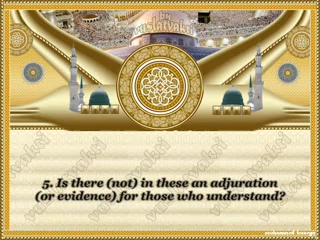 5. Is there (not) in these an adjuration
(or evidence) for those who understand?